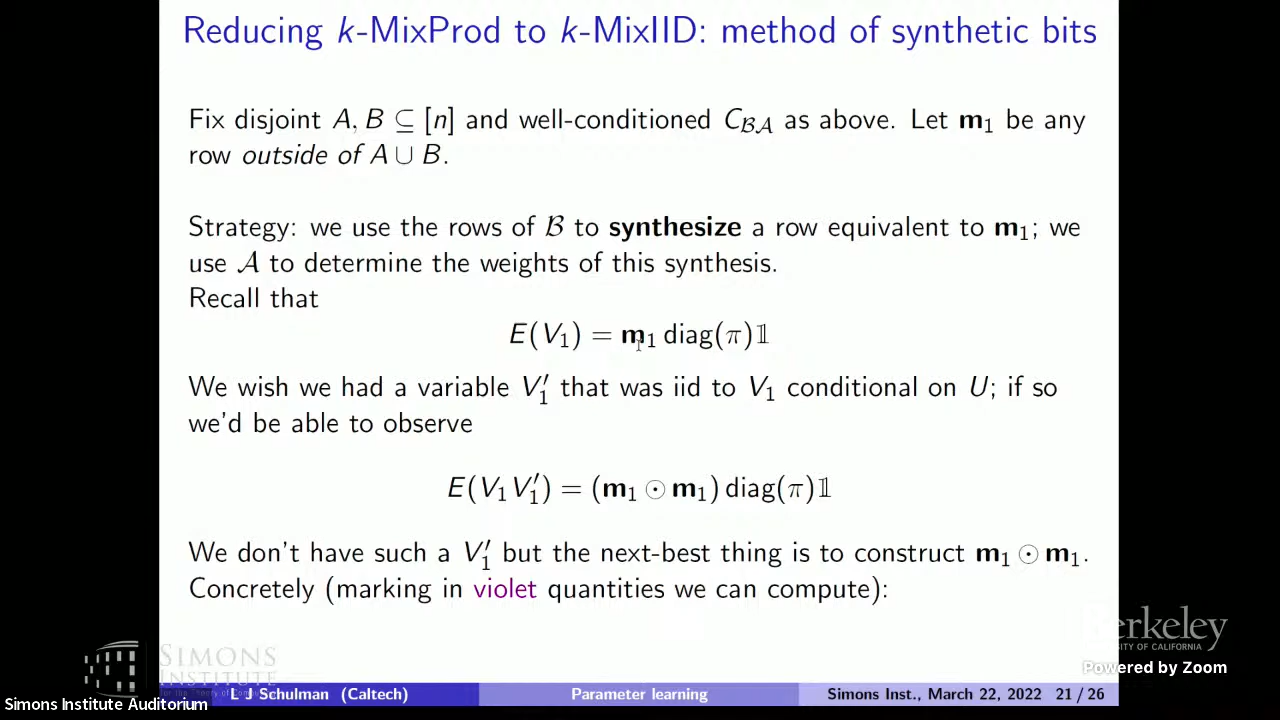 Reducing k-MixProd to k-MixIID: method of synthetic bits
Fix disjoint A, B ⊆ [n] and well-conditioned C_{ℬ𝒜} as above. Let m₁ be any
row outside of A ∪ B.
Strategy: we use the rows of ℬ to synthesize a row equivalent to m₁; we
use 𝒜 to determine the weights of this synthesis.
Recall that
E(V₁) = m₁ diag(π)𝟙
We wish we had a variable V₁′ that was iid to V₁ conditional on U; if so
we'd be able to observe
E(V₁V₁′) = (m₁ ⊙ m₁) diag(π)𝟙
We don't have such a V₁′ but the next-best thing is to construct m₁ ⊙ m₁.
Concretely (marking in violet quantities we can compute):
Berkeley
UNIVERSITY OF CALIFORNIA
Powered by Zoom
SIMONS
INSTITUTE
L J Schulman (Caltech)
Parameter learning
Simons Inst., March 22, 2022
21 / 26
Simons Institute Auditorium